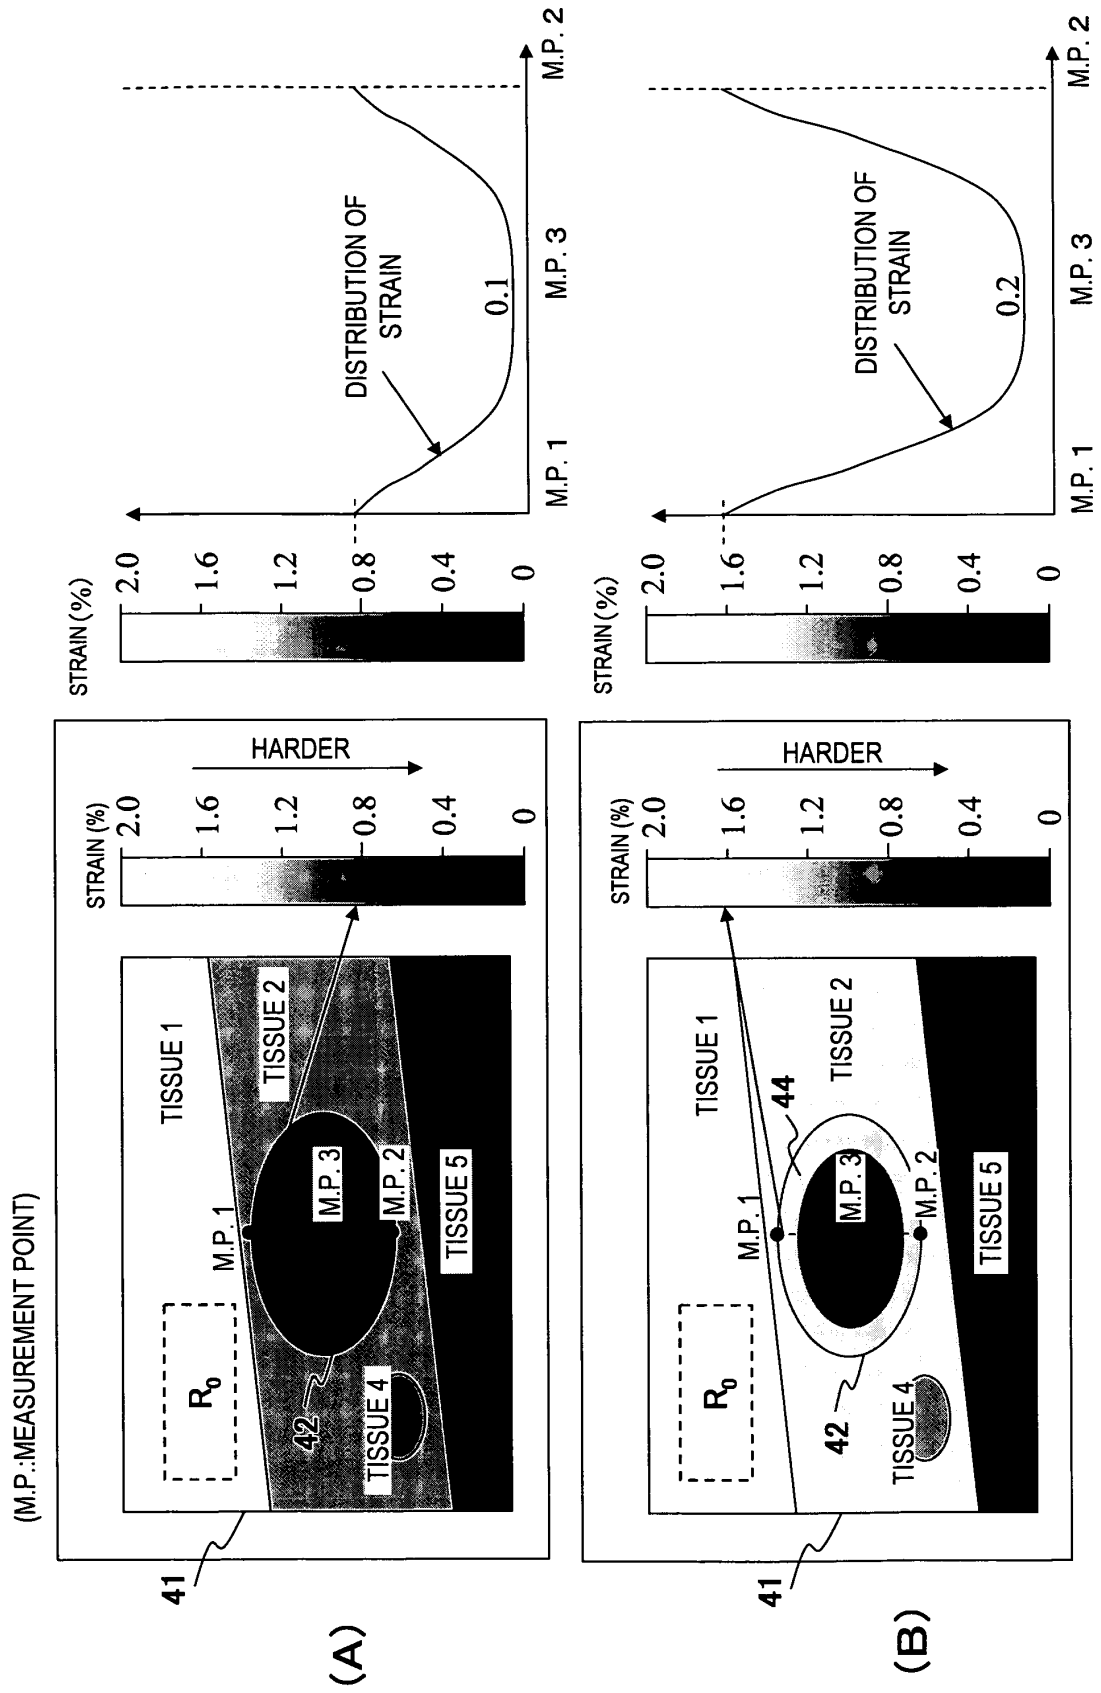 (M.P.:MEASUREMENT POINT)
(A)
41
TISSUE 1
R₀
M.P. 1
TISSUE 2
M.P. 3
M.P. 2
42
TISSUE 4
TISSUE 5
STRAIN (%)
2.0
1.6
1.2
0.8
0.4
0
HARDER
STRAIN (%)
2.0
1.6
1.2
0.8
0.4
0
DISTRIBUTION OF
STRAIN
0.1
M.P. 1
M.P. 3
M.P. 2
(B)
41
TISSUE 1
R₀
M.P. 1
44
TISSUE 2
M.P. 3
M.P. 2
42
TISSUE 4
TISSUE 5
STRAIN (%)
2.0
1.6
1.2
0.8
0.4
0
HARDER
STRAIN (%)
2.0
1.6
1.2
0.8
0.4
0
DISTRIBUTION OF
STRAIN
0.2
M.P. 1
M.P. 3
M.P. 2